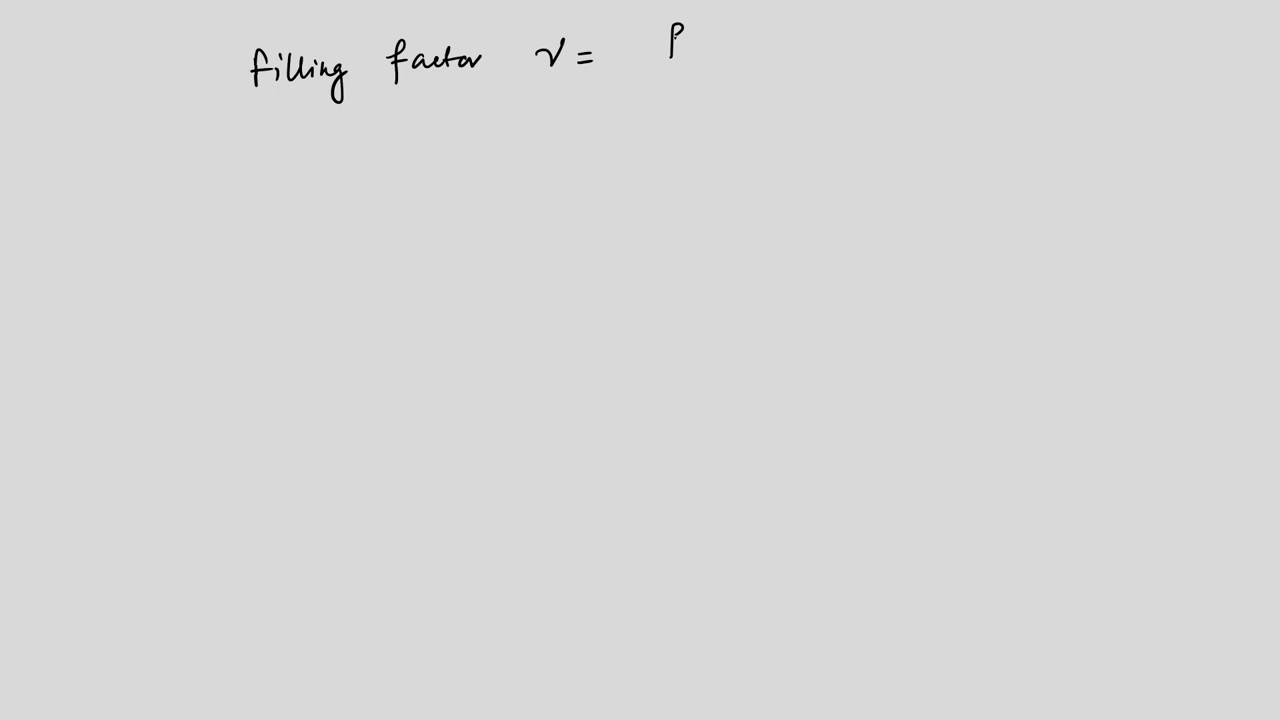 filling factor ν = P